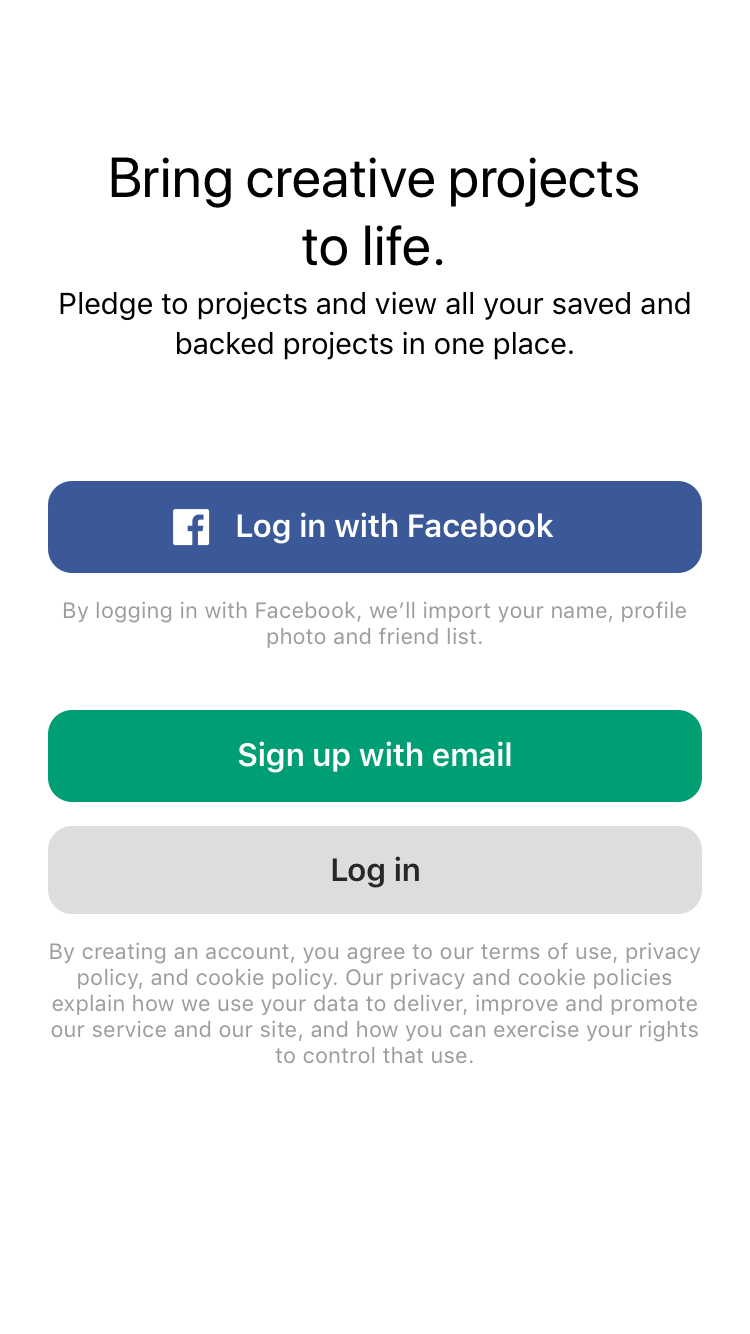 Bring creative projects
to life.
Pledge to projects and view all your saved and
backed projects in one place.
Log in with Facebook
By logging in with Facebook, we’ll import your name, profile
photo and friend list.
Sign up with email
Log in
By creating an account, you agree to our terms of use, privacy
policy, and cookie policy. Our privacy and cookie policies
explain how we use your data to deliver, improve and promote
our service and our site, and how you can exercise your rights
to control that use.